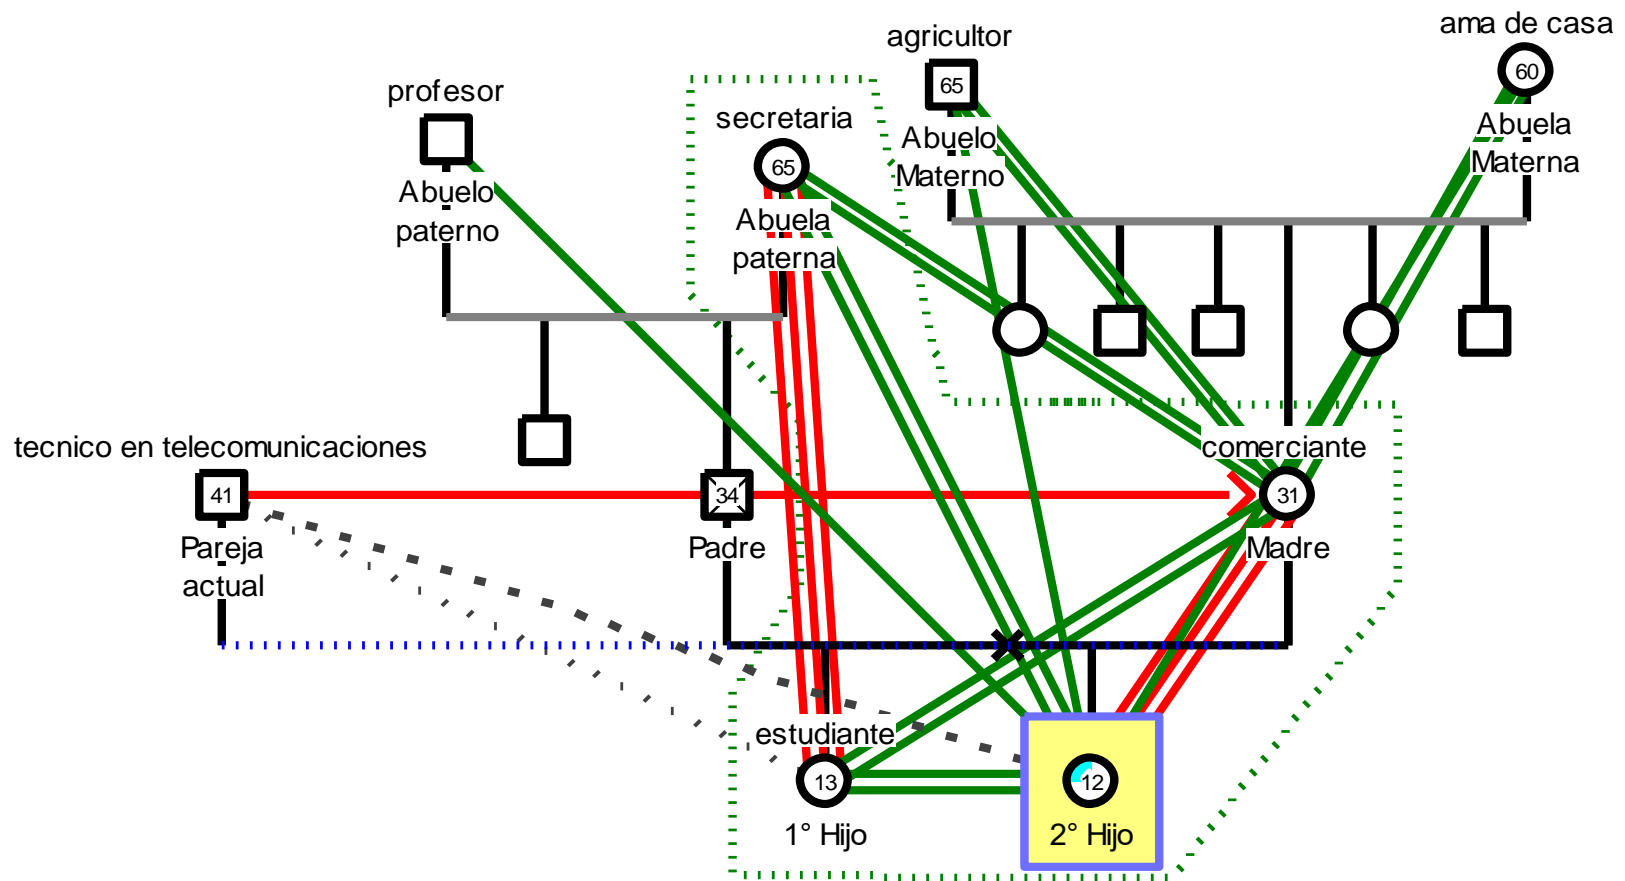 ama de casa
agricultor
60
65
profesor
secretaria
Abuela
Materna
Abuelo
Materno
65
Abuelo
paterno
Abuela
paterna
tecnico en telecomunicaciones
comerciante
41
34
31
Pareja
actual
Padre
Madre
estudiante
13
12
1° Hijo
2° Hijo